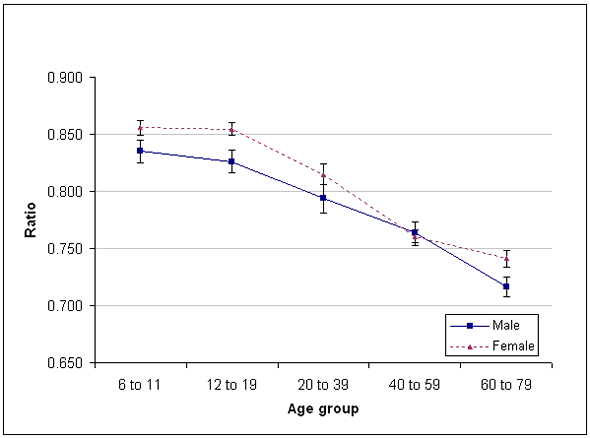 0.900
0.850
0.800
0.750
0.700
0.650
Ratio
6 to 11 12 to 19 20 to 39 40 to 59 60 to 79
Age group
Male
Female